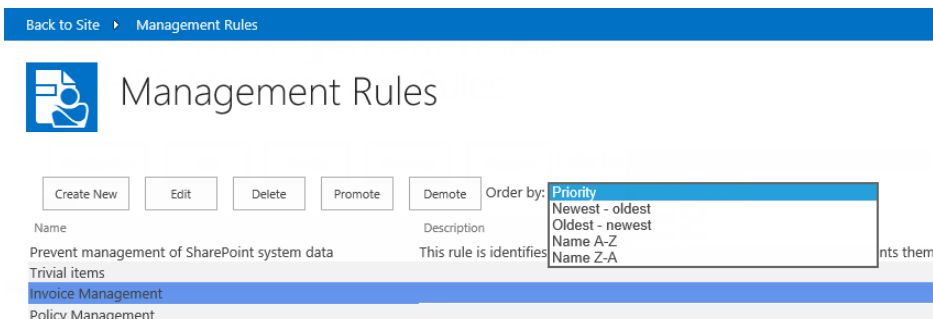 Back to Site ▸ Management Rules
Management Rules
Create New Edit Delete Promote Demote Order by: Priority
Newest - oldest
Oldest - newest
Name A-Z
Name Z-A
Name Description
Prevent management of SharePoint system data This rule is identifies nts them
Trivial items
Invoice Management
Policy Management